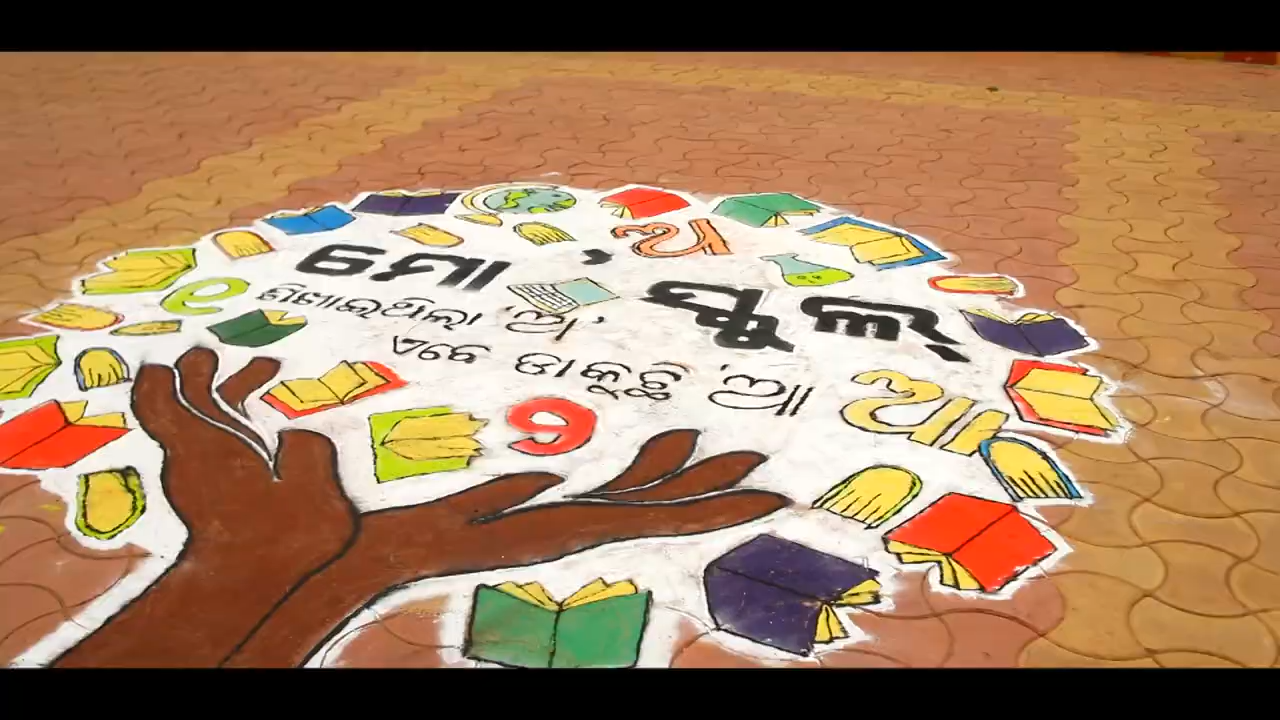 ଅ
ମୋ ' ସ୍କୁଲ୍
ଶିଖାଇଥିଲା 'ଅ'
ଏବେ ଡାକୁଛି 'ଆ
ଆ